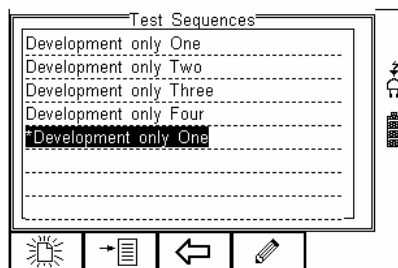 Test Sequences
Development only One
Development only Two
Development only Three
Development only Four
*Development only One